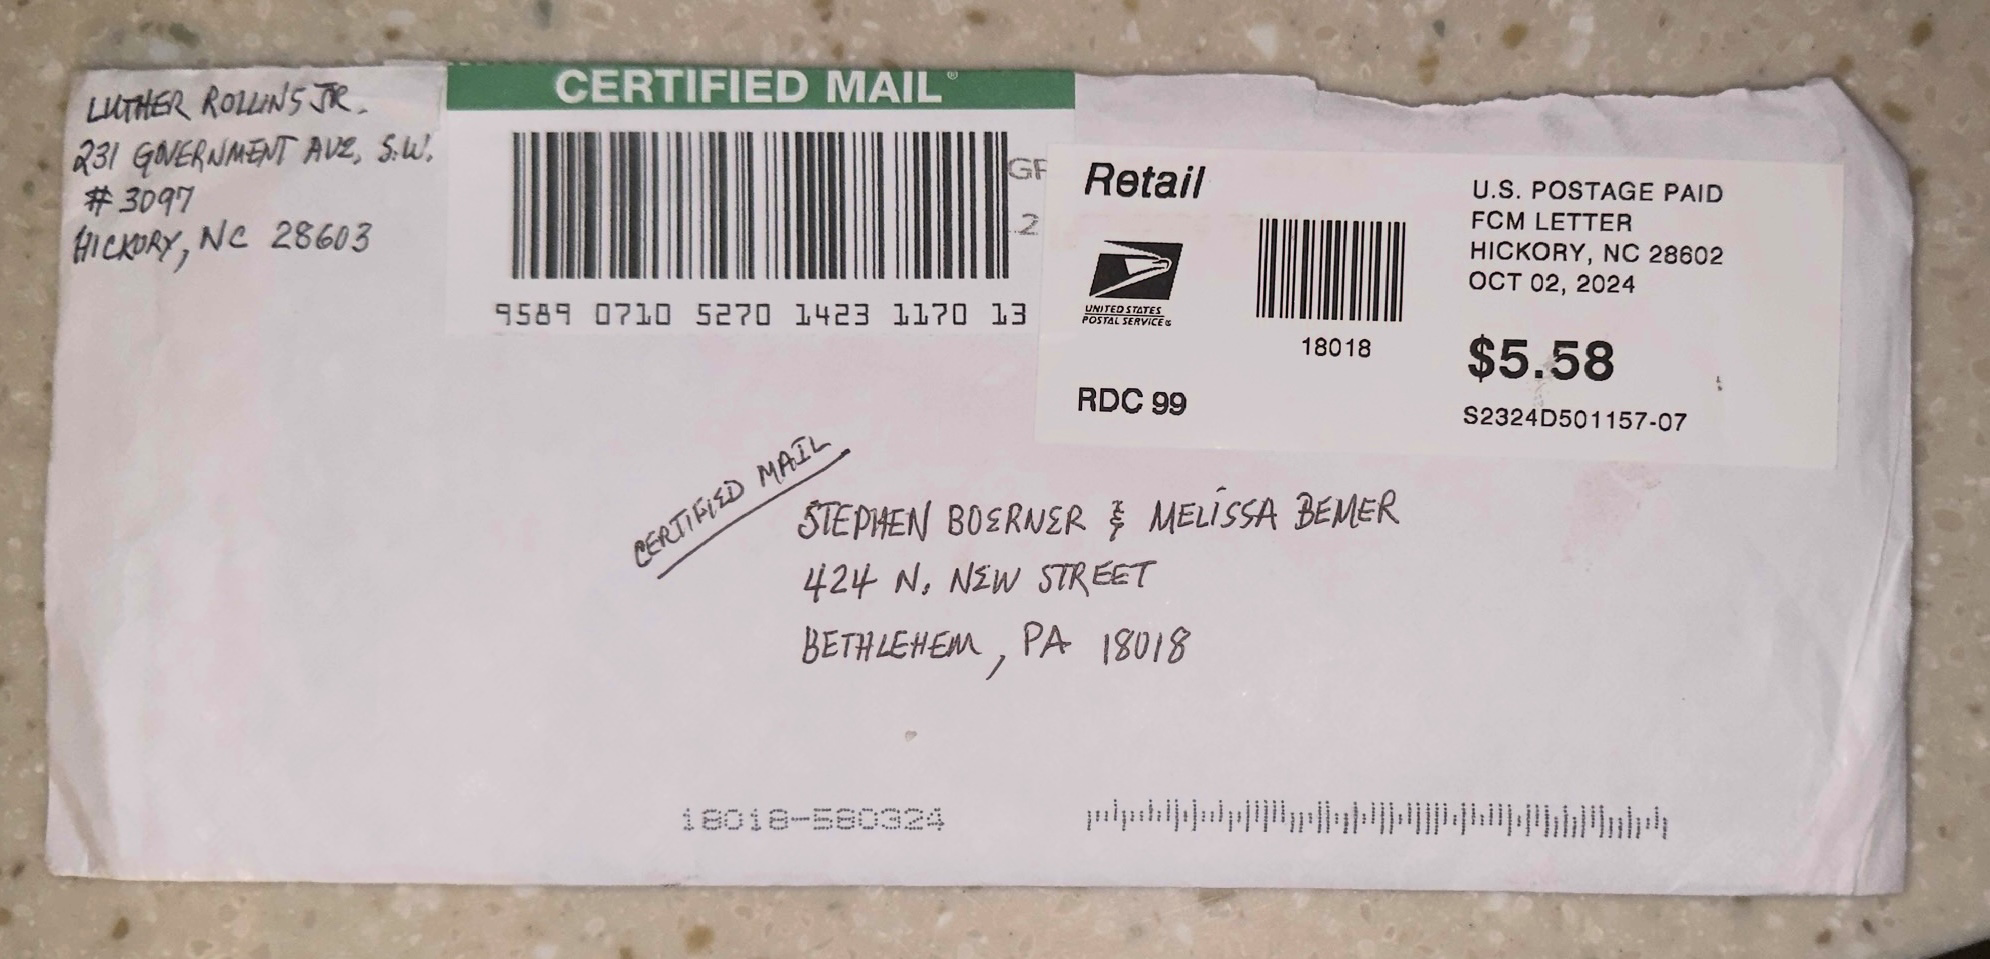 LUTHER ROLLINS JR.
231 GOVERNMENT AVE, S.W.
# 3097
HICKORY, NC 28603
CERTIFIED MAIL®
9589 0710 5270 1423 1170 13
Retail
UNITED STATES
POSTAL SERVICE®
RDC 99
18018
U.S. POSTAGE PAID
FCM LETTER
HICKORY, NC 28602
OCT 02, 2024
$5.58
S2324D501157-07
CERTIFIED MAIL
STEPHEN BOERNER & MELISSA BEMER
424 N. NEW STREET
BETHLEHEM, PA 18018
18018-580324